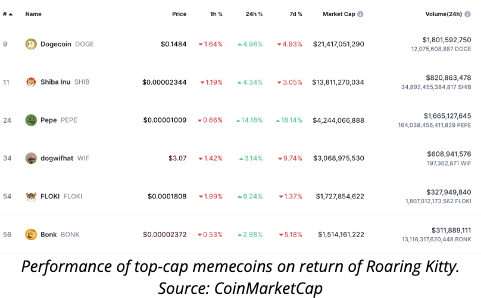 # ▲ Name Price 1h % 24h % 7d % Market Cap Volume(24h)
9 Dogecoin DOGE $0.1484 ▼1.64% ▲4.98% ▼4.93% $21,417,051,290 $1,801,592,750
12,075,608,887 DOGE
11 Shiba Inu SHIB $0.00002344 ▼1.19% ▲4.34% ▼3.05% $13,811,270,034 $820,863,478
34,892,455,384,817 SHIB
24 Pepe PEPE $0.00001009 ▼0.66% ▲14.16% ▲16.14% $4,244,066,888 $1,665,127,645
164,038,456,411,829 PEPE
34 dogwifhat WIF $3.07 ▼1.42% ▲3.14% ▼9.74% $3,068,975,530 $608,941,576
197,362,871 WIF
54 FLOKI FLOKI $0.0001808 ▼1.99% ▲6.24% ▼1.37% $1,727,854,622 $327,949,840
1,807,012,173,562 FLOKI
56 Bonk BONK $0.00002372 ▼0.53% ▲2.98% ▼5.18% $1,514,161,222 $311,889,111
13,116,317,620,448 BONK
Performance of top-cap memecoins on return of Roaring Kitty.
Source: CoinMarketCap